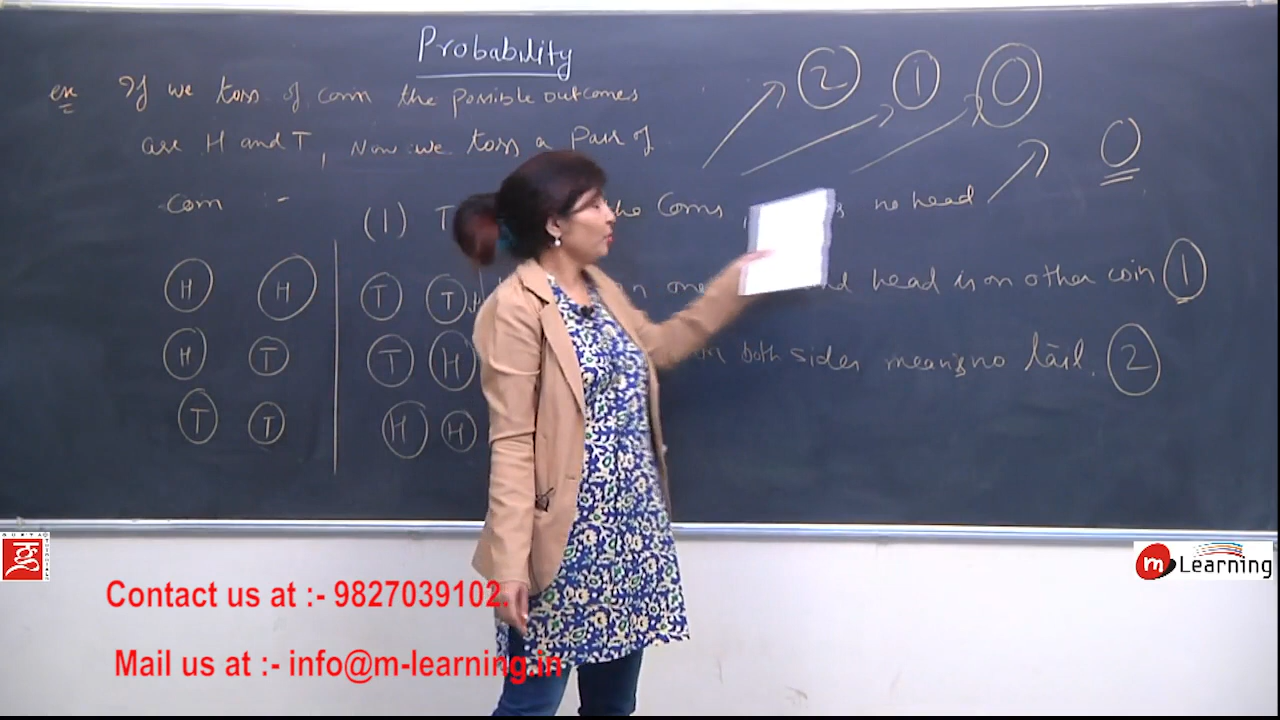 Probability
ex If we toss of coin the possible outcomes
2 1 0
are H and T, Now we toss a Pair of
0
coin :-
(1) T the Coins no head
H H T T on one head is on other coin 1
H T T H both sides means no tail. 2
T T H H
Contact us at :- 9827039102.
Mail us at :- info@m-learning.in
m Learning